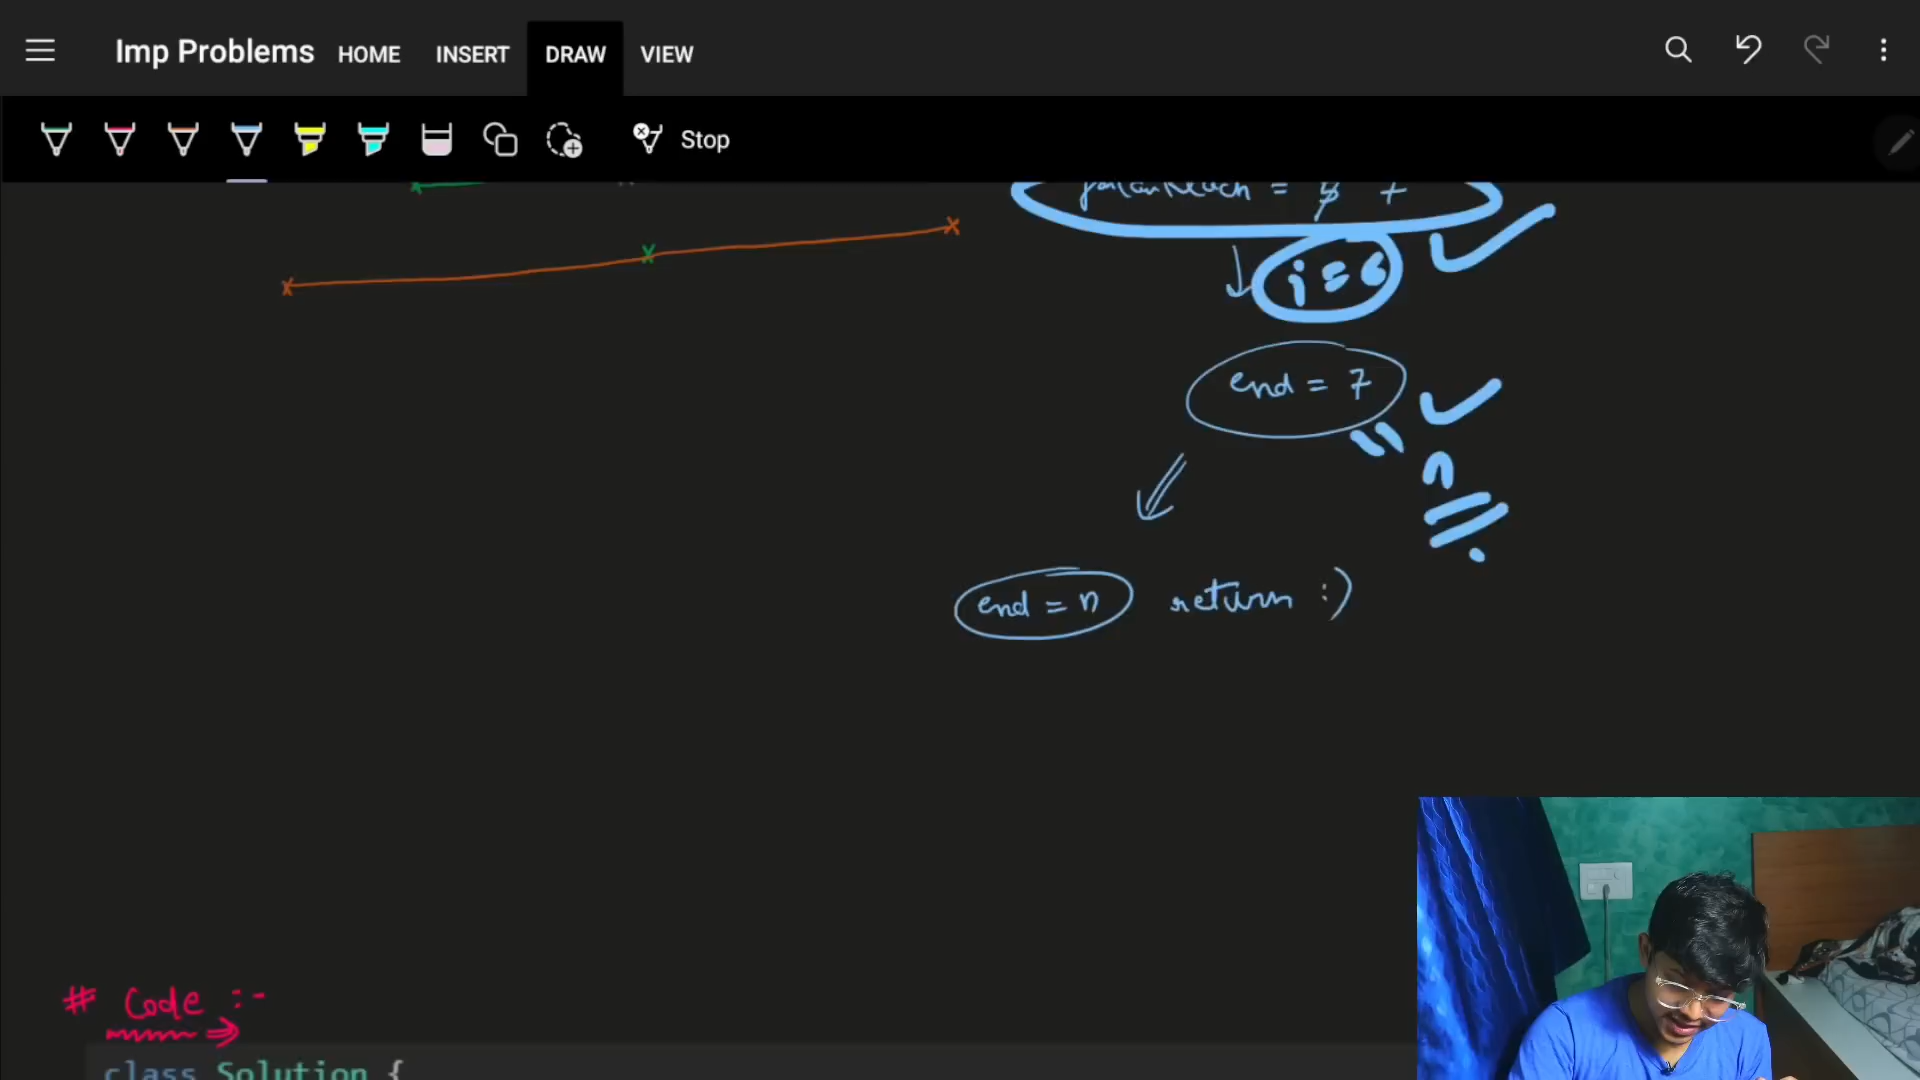 Imp Problems HOME INSERT DRAW VIEW
Stop
i = 6
end = 7
n
end = n return :)
# Code :-
class Solution {